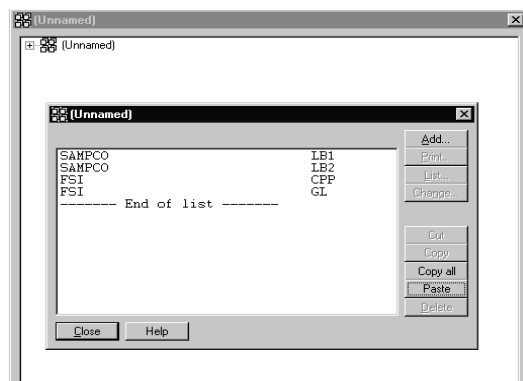 (Unnamed)
(Unnamed)
(Unnamed)
SAMPCO LB1
SAMPCO LB2
FSI CPP
FSI GL
------- End of list -------
Add...
Print...
List...
Change...
Cut
Copy
Copy all
Paste
Delete
Close
Help